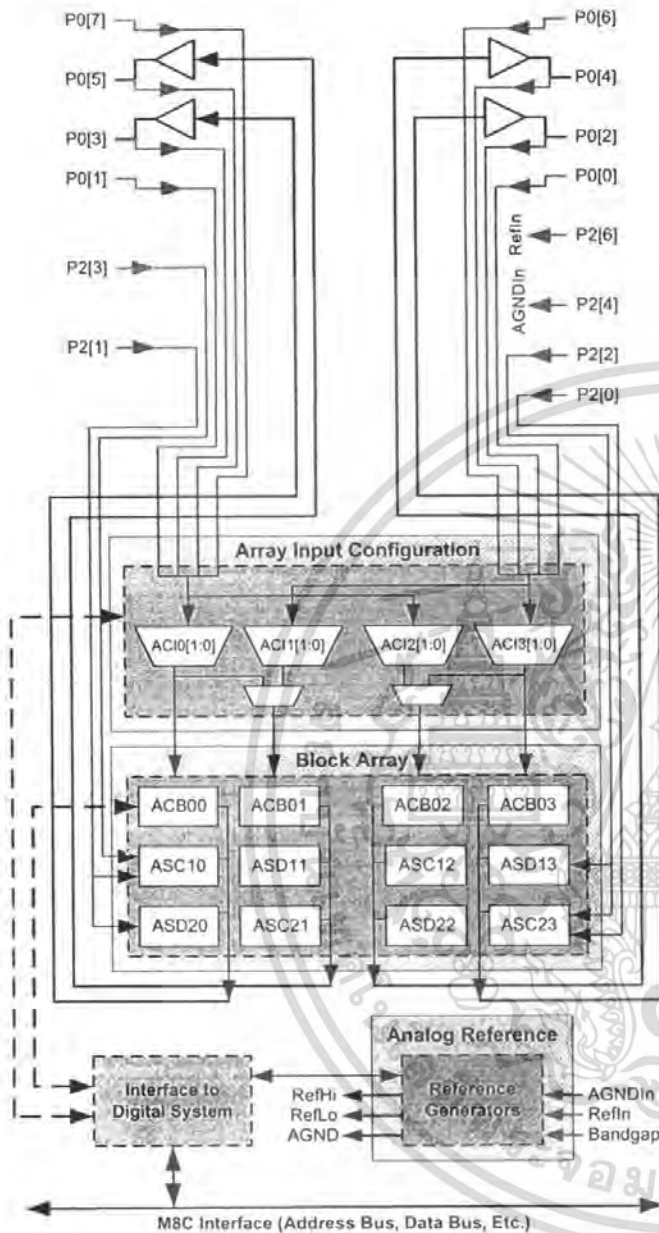 P0[7]
P0[6]
P0[5]
P0[4]
P0[3]
P0[2]
P0[1]
P0[0]
P2[6]
RefIn
P2[3]
P2[4]
AGNDIn
P2[1]
P2[2]
P2[0]
Array Input Configuration
ACI0[1:0]
ACI1[1:0]
ACI2[1:0]
ACI3[1:0]
Block Array
ACB00
ACB01
ACB02
ACB03
ASC10
ASD11
ASC12
ASD13
ASD20
ASC21
ASD22
ASC23
Analog Reference
Interface to
Digital System
Reference
Generators
RefHi
RefLo
AGND
AGNDIn
RefIn
Bandgap
M8C Interface (Address Bus, Data Bus, Etc.)